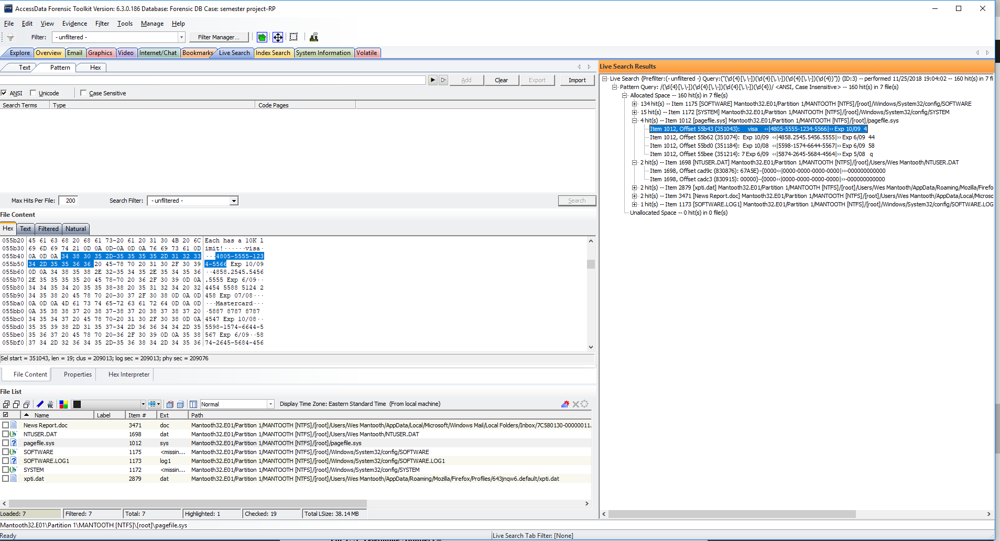 AccessData Forensic Toolkit Version: 6.3.0.186 Database: Forensic DB Case: semester project-RP
File Edit View Evidence Filter Tools Manage Help
Filter: - unfiltered - Filter Manager...
Explore Overview Email Graphics Video Internet/Chat Bookmarks Live Search Index Search System Information Volatile
Text Pattern Hex
Add Clear Export Import
ANSI Unicode Case Sensitive
Search Terms Type Code Pages
Max Hits Per File: 200 Search Filter: - unfiltered - Search
File Content
Hex Text Filtered Natural
055b20 45 61 63 68 20 68 61 73-20 61 20 31 30 4B 20 6C Each has a 10K l
055b30 69 6D 69 74 21 0D 0A 0D-0A 0D 0A 76 69 73 61 0D imit!······visa·
055b40 0A 0D 0A 34 38 30 35 2D-35 35 35 35 2D 31 32 33 ···4805-5555-123
055b50 34 2D 35 35 36 36 20 45-78 70 20 31 30 2F 30 39 4-5566 Exp 10/09
055b60 0D 0A 34 38 35 38 2E 32-35 34 35 2E 35 34 35 36 ··4858.2545.5456
055b70 2E 35 35 35 35 20 45 78-70 20 36 2F 30 39 0D 0A .5555 Exp 6/09··
055b80 34 34 35 34 20 35 35 38-38 20 35 31 32 34 20 32 4454 5588 5124 2
055b90 34 35 38 20 45 78 70 20-30 37 2F 30 38 0D 0A 0D 458 Exp 07/08···
055ba0 0A 0D 0A 4D 61 73 74 65-72 63 61 72 64 0D 0A 0D ···Mastercard···
055bb0 0A 35 38 38 37 20 38 37-38 37 20 38 37 38 37 20 ·5887 8787 8787
055bc0 34 35 34 37 20 45 78 70-20 31 30 2F 30 38 0D 0A 4547 Exp 10/08··
055bd0 35 35 39 38 2D 31 35 37-34 2D 36 36 34 34 2D 35 5598-1574-6644-5
055be0 35 36 37 20 45 78 70 20-36 2F 30 39 0D 0A 35 38 567 Exp 6/09··58
055bf0 37 34 2D 32 36 34 35 2D-35 36 38 34 2D 34 35 36 74-2645-5684-456
Sel start = 351043, len = 19; clus = 209013; log sec = 209013; phy sec = 209076
File Content Properties Hex Interpreter
File List
Normal Display Time Zone: Eastern Standard Time (From local machine)
Name Label Item # Ext Path
News Report.doc 3471 doc Mantooth32.E01/Partition 1/MANTOOTH [NTFS]/[root]/Users/Wes Mantooth/AppData/Local/Microsoft/Windows Mail/Local Folders/Inbox/7C580130-00000011.
NTUSER.DAT 1698 dat Mantooth32.E01/Partition 1/MANTOOTH [NTFS]/[root]/Users/Wes Mantooth/NTUSER.DAT
pagefile.sys 1012 sys Mantooth32.E01/Partition 1/MANTOOTH [NTFS]/[root]/pagefile.sys
SOFTWARE 1175 <missin... Mantooth32.E01/Partition 1/MANTOOTH [NTFS]/[root]/Windows/System32/config/SOFTWARE
SOFTWARE.LOG1 1173 log1 Mantooth32.E01/Partition 1/MANTOOTH [NTFS]/[root]/Windows/System32/config/SOFTWARE.LOG1
SYSTEM 1172 <missin... Mantooth32.E01/Partition 1/MANTOOTH [NTFS]/[root]/Windows/System32/config/SYSTEM
xpti.dat 2879 dat Mantooth32.E01/Partition 1/MANTOOTH [NTFS]/[root]/Users/Wes Mantooth/AppData/Roaming/Mozilla/Firefox/Profiles/643jnqw6.default/xpti.dat
Loaded: 7 Filtered: 7 Total: 7 Highlighted: 1 Checked: 19 Total LSize: 38.14 MB
Mantooth32.E01\Partition 1\MANTOOTH [NTFS]\[root]\pagefile.sys
Ready Live Search Tab Filter: [None]
Live Search Results
Live Search {Prefilter:(- unfiltered -) Query:("(\d{4}[\.\-])(\d{4}[\.\-])(\d{4}[\.\-])(\d{4})")} (ID:3) -- performed 11/25/2018 19:04:02 -- 160 hit(s) in 7 fi
Pattern Query: /(\d{4}[\.\-])(\d{4}[\.\-])(\d{4}[\.\-])(\d{4})/ <ANSI, Case Insensitive> -- 160 hit(s) in 7 file(s)
Allocated Space -- 160 hit(s) in 7 file(s)
134 hit(s) -- Item 1175 [SOFTWARE] Mantooth32.E01/Partition 1/MANTOOTH [NTFS]/[root]/Windows/System32/config/SOFTWARE
15 hit(s) -- Item 1172 [SYSTEM] Mantooth32.E01/Partition 1/MANTOOTH [NTFS]/[root]/Windows/System32/config/SYSTEM
4 hit(s) -- Item 1012 [pagefile.sys] Mantooth32.E01/Partition 1/MANTOOTH [NTFS]/[root]/pagefile.sys
Item 1012, Offset 55b43 (351043): visa ‹‹|4805-5555-1234-5566|›› Exp 10/09 4
Item 1012, Offset 55b62 (351074): Exp 10/09 ‹‹|4858.2545.5456.5555|›› Exp 6/09 44
Item 1012, Offset 55bd0 (351184): Exp 10/08 ‹‹|5598-1574-6644-5567|›› Exp 6/09 58
Item 1012, Offset 55bee (351214): 7 Exp 6/09 ‹‹|5874-2645-5684-4564|›› Exp 5/08 q
2 hit(s) -- Item 1698 [NTUSER.DAT] Mantooth32.E01/Partition 1/MANTOOTH [NTFS]/[root]/Users/Wes Mantooth/NTUSER.DAT
Item 1698, Offset cad9c (830876): 67A5E}-{0000‹‹|0000-0000-0000-0000|››-000000000000
Item 1698, Offset cadc3 (830915): 00000}-{0000‹‹|0000-0000-0000-0000|››-000000000000
2 hit(s) -- Item 2879 [xpti.dat] Mantooth32.E01/Partition 1/MANTOOTH [NTFS]/[root]/Users/Wes Mantooth/AppData/Roaming/Mozilla/Firefo
2 hit(s) -- Item 3471 [News Report.doc] Mantooth32.E01/Partition 1/MANTOOTH [NTFS]/[root]/Users/Wes Mantooth/AppData/Local/Microso
1 hit(s) -- Item 1173 [SOFTWARE.LOG1] Mantooth32.E01/Partition 1/MANTOOTH [NTFS]/[root]/Windows/System32/config/SOFTWARE.LOG
Unallocated Space -- 0 hit(s) in 0 file(s)